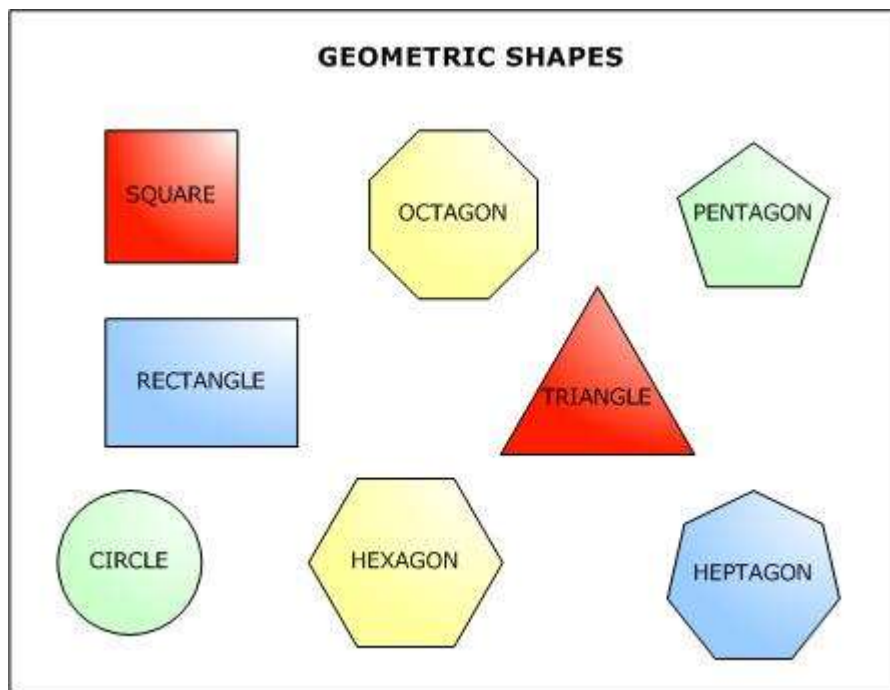 GEOMETRIC SHAPES
SQUARE
OCTAGON
PENTAGON
RECTANGLE
TRIANGLE
CIRCLE
HEXAGON
HEPTAGON